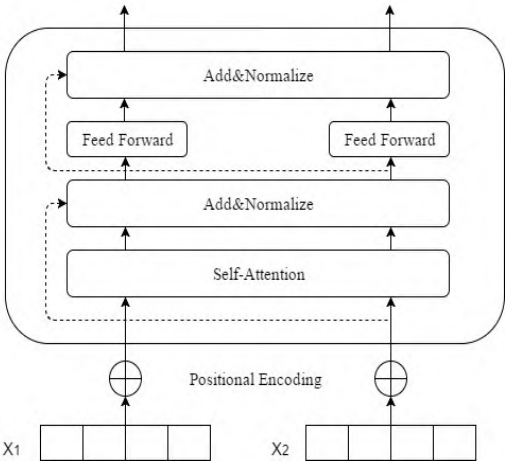 Add&Normalize
Feed Forward
Feed Forward
Add&Normalize
Self-Attention
Positional Encoding
X1
X2